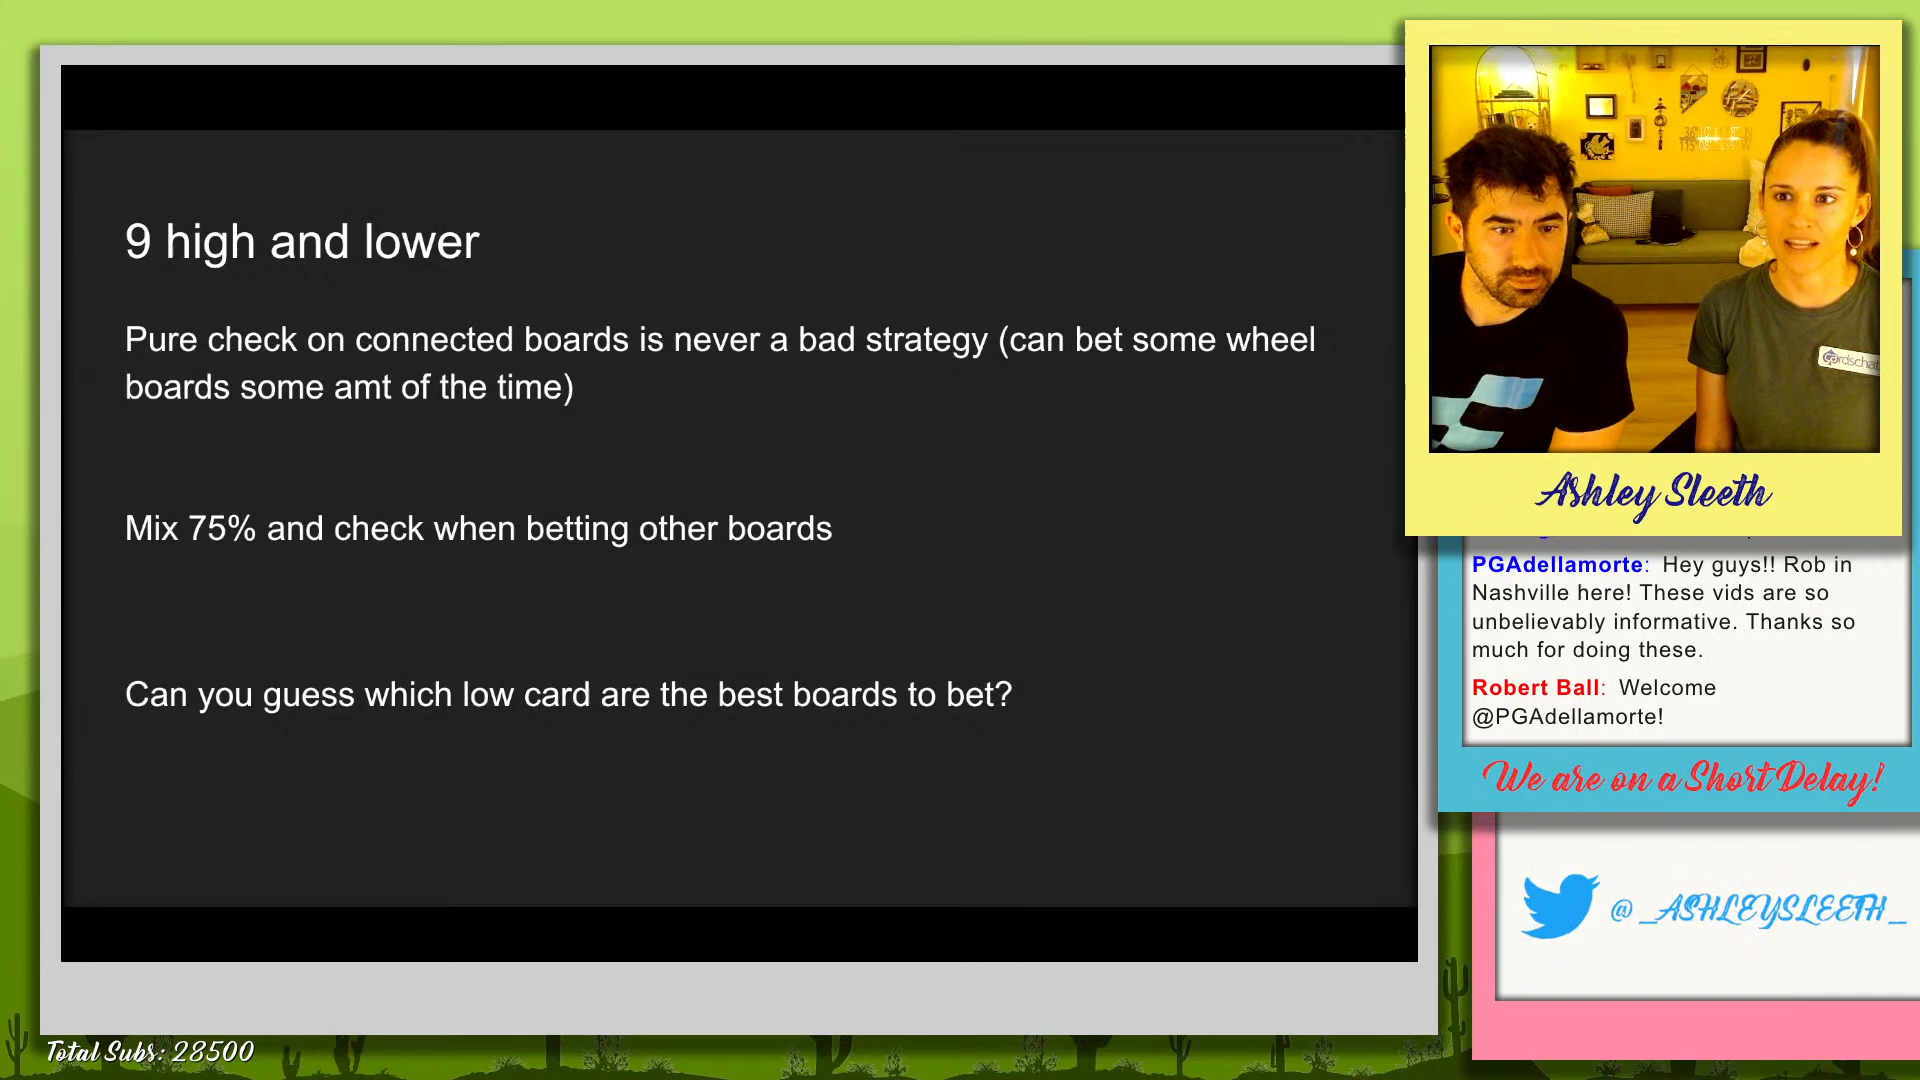 9 high and lower
Pure check on connected boards is never a bad strategy (can bet some wheel
boards some amt of the time)
Mix 75% and check when betting other boards
Can you guess which low card are the best boards to bet?
cardschat
Ashley Sleeth
PGAdellamorte: Hey guys!! Rob in
Nashville here! These vids are so
unbelievably informative. Thanks so
much for doing these.
Robert Ball: Welcome
@PGAdellamorte!
We are on a Short Delay!
@_ASHLEYSLEETH_
Total Subs: 28500